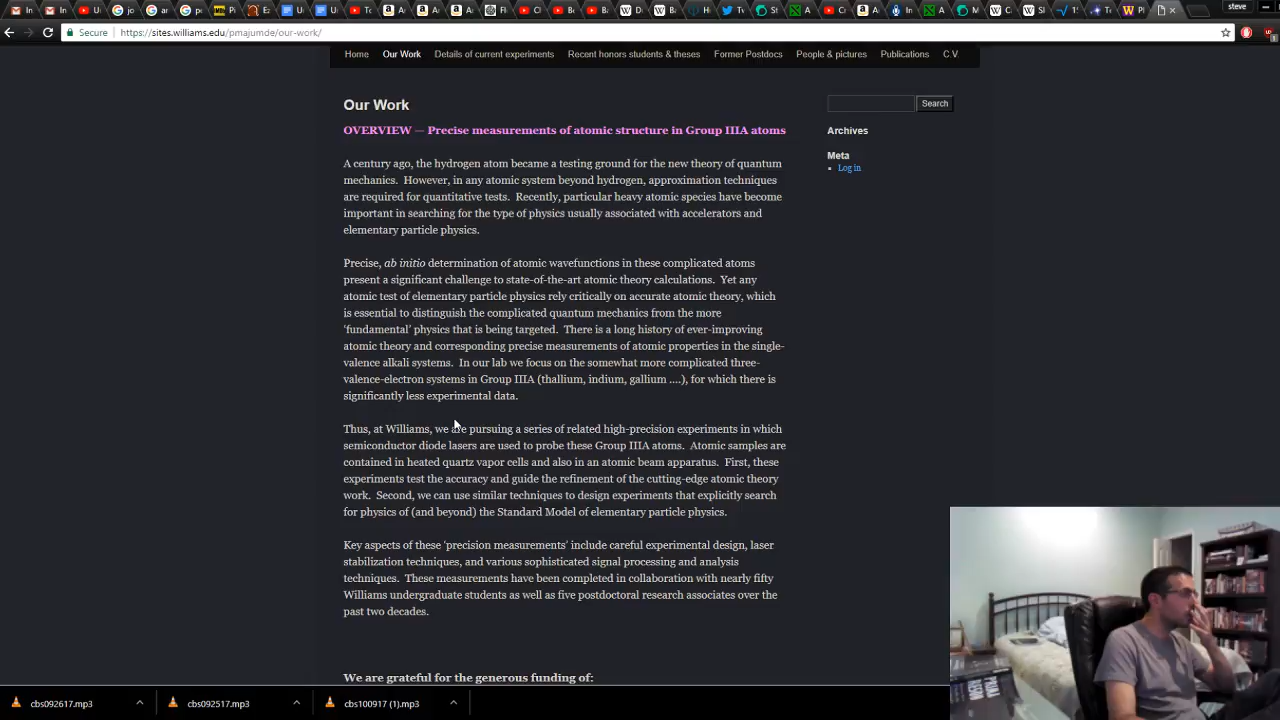 steve
Secure
https://sites.williams.edu/pmajumde/our-work/
Home Our Work Details of current experiments Recent honors students & theses Former Postdocs People & pictures Publications C.V.
Our Work
Search
OVERVIEW — Precise measurements of atomic structure in Group IIIA atoms
Archives
Meta
Log in
A century ago, the hydrogen atom became a testing ground for the new theory of quantum
mechanics. However, in any atomic system beyond hydrogen, approximation techniques
are required for quantitative tests. Recently, particular heavy atomic species have become
important in searching for the type of physics usually associated with accelerators and
elementary particle physics.
Precise, ab initio determination of atomic wavefunctions in these complicated atoms
present a significant challenge to state-of-the-art atomic theory calculations. Yet any
atomic test of elementary particle physics rely critically on accurate atomic theory, which
is essential to distinguish the complicated quantum mechanics from the more
‘fundamental’ physics that is being targeted. There is a long history of ever-improving
atomic theory and corresponding precise measurements of atomic properties in the single-
valence alkali systems. In our lab we focus on the somewhat more complicated three-
valence-electron systems in Group IIIA (thallium, indium, gallium ....), for which there is
significantly less experimental data.
Thus, at Williams, we are pursuing a series of related high-precision experiments in which
semiconductor diode lasers are used to probe these Group IIIA atoms. Atomic samples are
contained in heated quartz vapor cells and also in an atomic beam apparatus. First, these
experiments test the accuracy and guide the refinement of the cutting-edge atomic theory
work. Second, we can use similar techniques to design experiments that explicitly search
for physics of (and beyond) the Standard Model of elementary particle physics.
Key aspects of these ‘precision measurements’ include careful experimental design, laser
stabilization techniques, and various sophisticated signal processing and analysis
techniques. These measurements have been completed in collaboration with nearly fifty
Williams undergraduate students as well as five postdoctoral research associates over the
past two decades.
We are grateful for the generous funding of:
cbs092617.mp3 cbs092517.mp3 cbs100917 (1).mp3